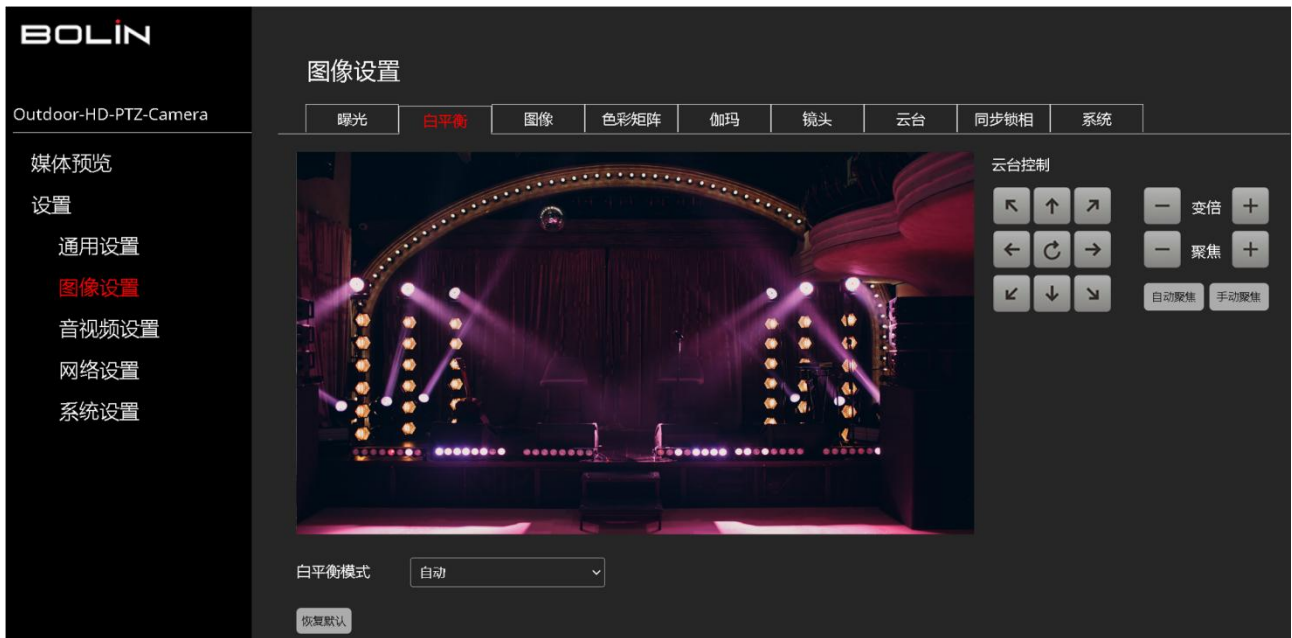 BOLIN
Outdoor-HD-PTZ-Camera
媒体预览
设置
通用设置
图像设置
音视频设置
网络设置
系统设置
图像设置
曝光 白平衡 图像 色彩矩阵 伽玛 镜头 云台 同步锁相 系统
云台控制
变倍
聚焦
自动聚焦 手动聚焦
白平衡模式 自动
恢复默认